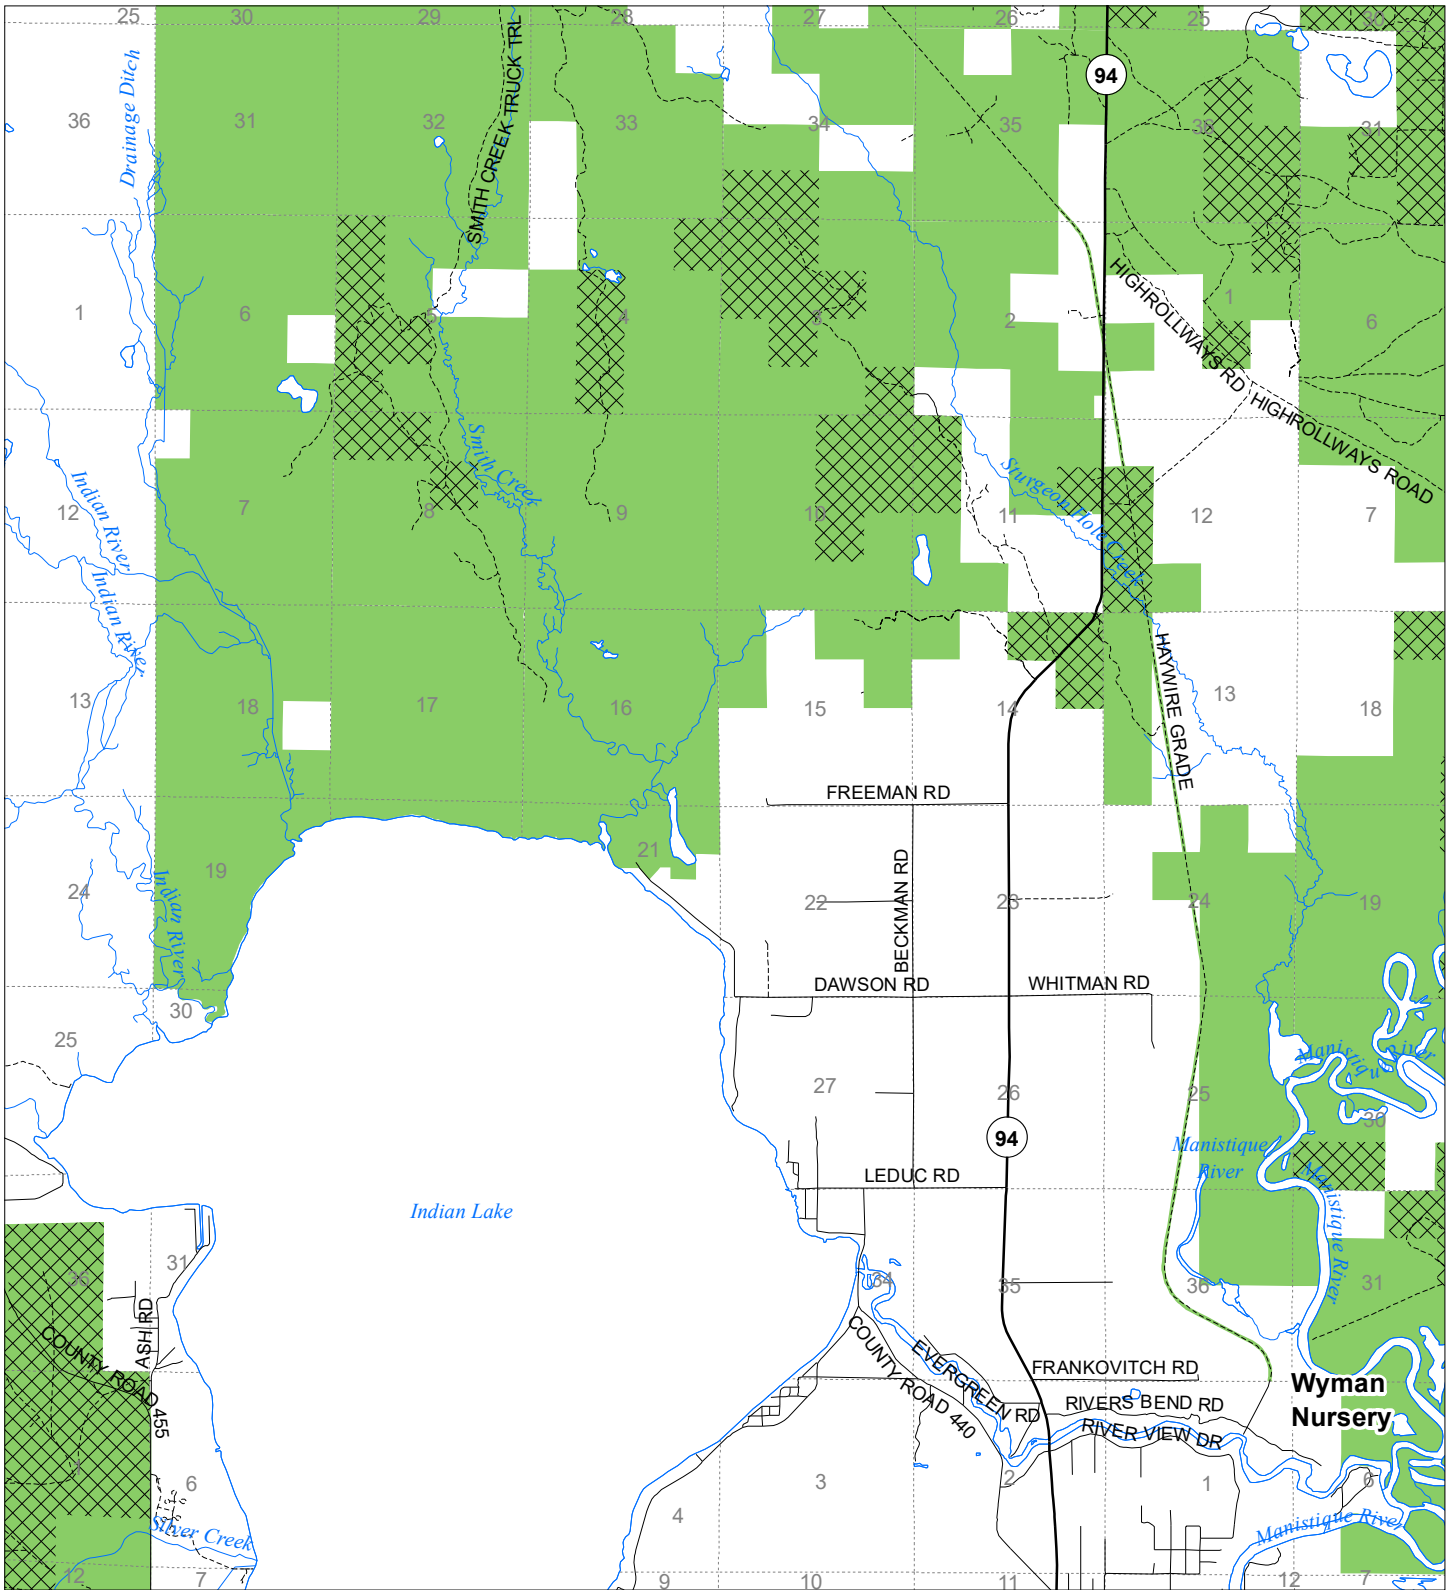 25
30
29
28
27
26
25
30
Drainage Ditch
SMITH CREEK TRUCK TRL
94
36
31
32
33
34
35
36
31
1
6
5
4
3
2
1
6
HIGHROLLWAYS RD
HIGHROLLWAYS ROAD
Smith Creek
Sturgeon Hole Creek
Indian River
12
7
8
9
10
11
12
7
Indian River
HAYWIRE GRADE
13
18
17
16
15
14
13
18
FREEMAN RD
BECKMAN RD
21
19
24
Indian River
22
23
24
19
DAWSON RD
WHITMAN RD
30
25
Manistique River
27
26
25
30
94
Manistique
River
Manistique River
LEDUC RD
Indian Lake
31
36
34
35
36
31
ASH RD
COUNTY ROAD 455
COUNTY ROAD 440
EVERGREEN RD
FRANKOVITCH RD
RIVERS BEND RD
RIVER VIEW DR
Wyman
Nursery
1
6
4
3
2
1
6
Silver Creek
Manistique River
12
7
9
10
11
12
7